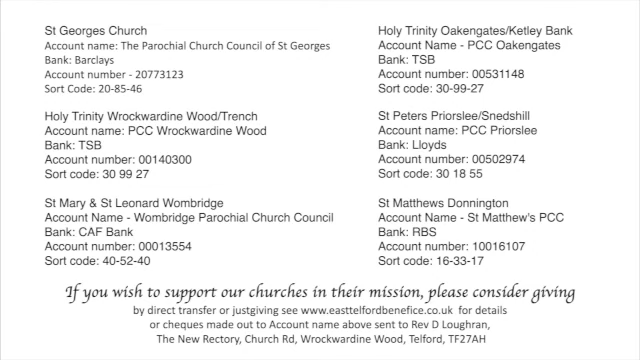 St Georges Church
Account name: The Parochial Church Council of St Georges
Bank: Barclays
Account number - 20773123
Sort Code: 20-85-46
Holy Trinity Wrockwardine Wood/Trench
Account name: PCC Wrockwardine Wood
Bank: TSB
Account number: 00140300
Sort code: 30 99 27
St Mary & St Leonard Wombridge
Account Name - Wombridge Parochial Church Council
Bank: CAF Bank
Account number: 00013554
Sort code: 40-52-40
Holy Trinity Oakengates/Ketley Bank
Account Name - PCC Oakengates
Bank: TSB
Account number: 00531148
Sort code: 30-99-27
St Peters Priorslee/Snedshill
Account name: PCC Priorslee
Bank: Lloyds
Account number: 00502974
Sort code: 30 18 55
St Matthews Donnington
Account Name - St Matthew's PCC
Bank: RBS
Account number: 10016107
Sort code: 16-33-17
If you wish to support our churches in their mission, please consider giving
by direct transfer or justgiving see www.easttelfordbenefice.co.uk for details
or cheques made out to Account name above sent to Rev D Loughran,
The New Rectory, Church Rd, Wrockwardine Wood, Telford, TF27AH